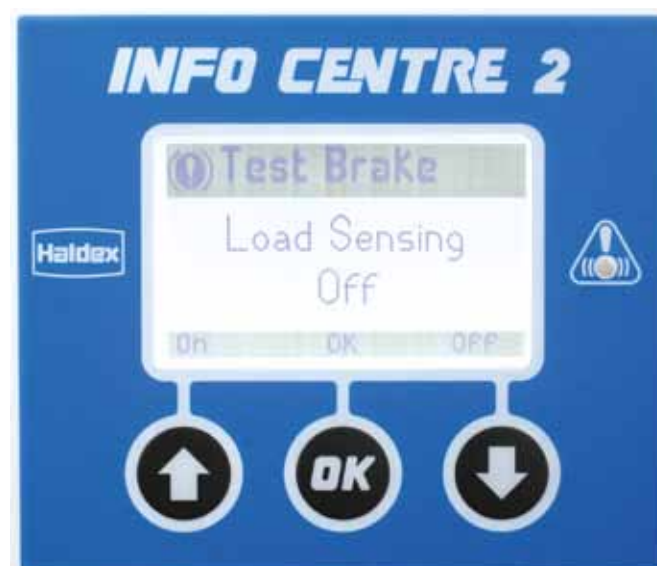 INFO CENTRE 2
Test Brake
Haldex
Load Sensing
Off
On OK OFF
OK